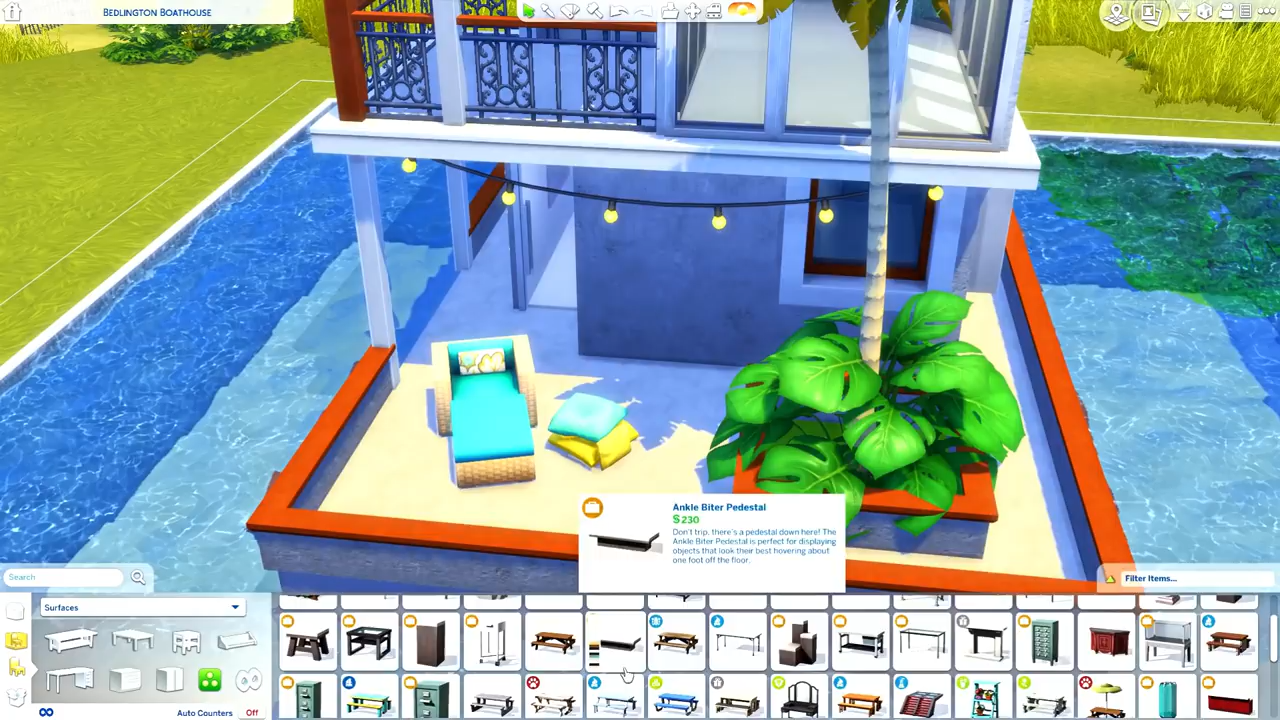 BEDLINGTON BOATHOUSE
Ankle Biter Pedestal
$230
Don't trip, there's a pedestal down here! The
Ankle Biter Pedestal is perfect for displaying
objects that look their best hovering about
one foot off the floor.
Search
Filter Items...
Surfaces
Auto Counters Off